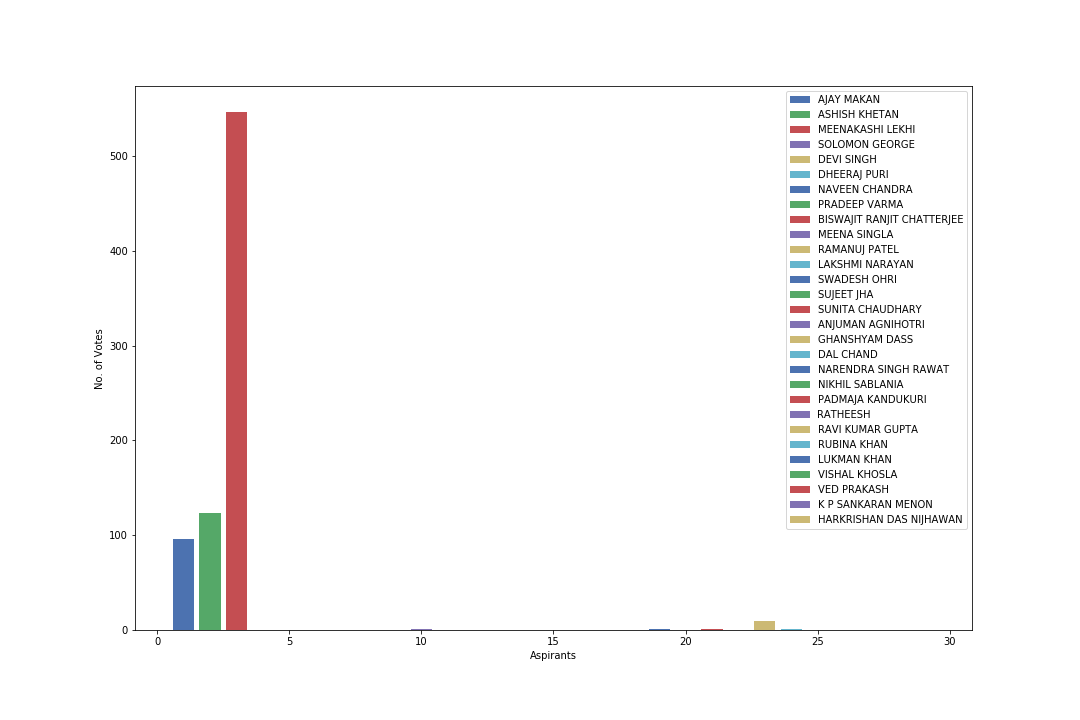 AJAY MAKAN
ASHISH KHETAN
MEENAKASHI LEKHI
SOLOMON GEORGE
DEVI SINGH
DHEERAJ PURI
NAVEEN CHANDRA
PRADEEP VARMA
BISWAJIT RANJIT CHATTERJEE
MEENA SINGLA
RAMANUJ PATEL
LAKSHMI NARAYAN
SWADESH OHRI
SUJEET JHA
SUNITA CHAUDHARY
ANJUMAN AGNIHOTRI
GHANSHYAM DASS
DAL CHAND
NARENDRA SINGH RAWAT
NIKHIL SABLANIA
PADMAJA KANDUKURI
RATHEESH
RAVI KUMAR GUPTA
RUBINA KHAN
LUKMAN KHAN
VISHAL KHOSLA
VED PRAKASH
K P SANKARAN MENON
HARKRISHAN DAS NIJHAWAN
500
400
300
200
100
0
No. of Votes
0 5 10 15 20 25 30
Aspirants